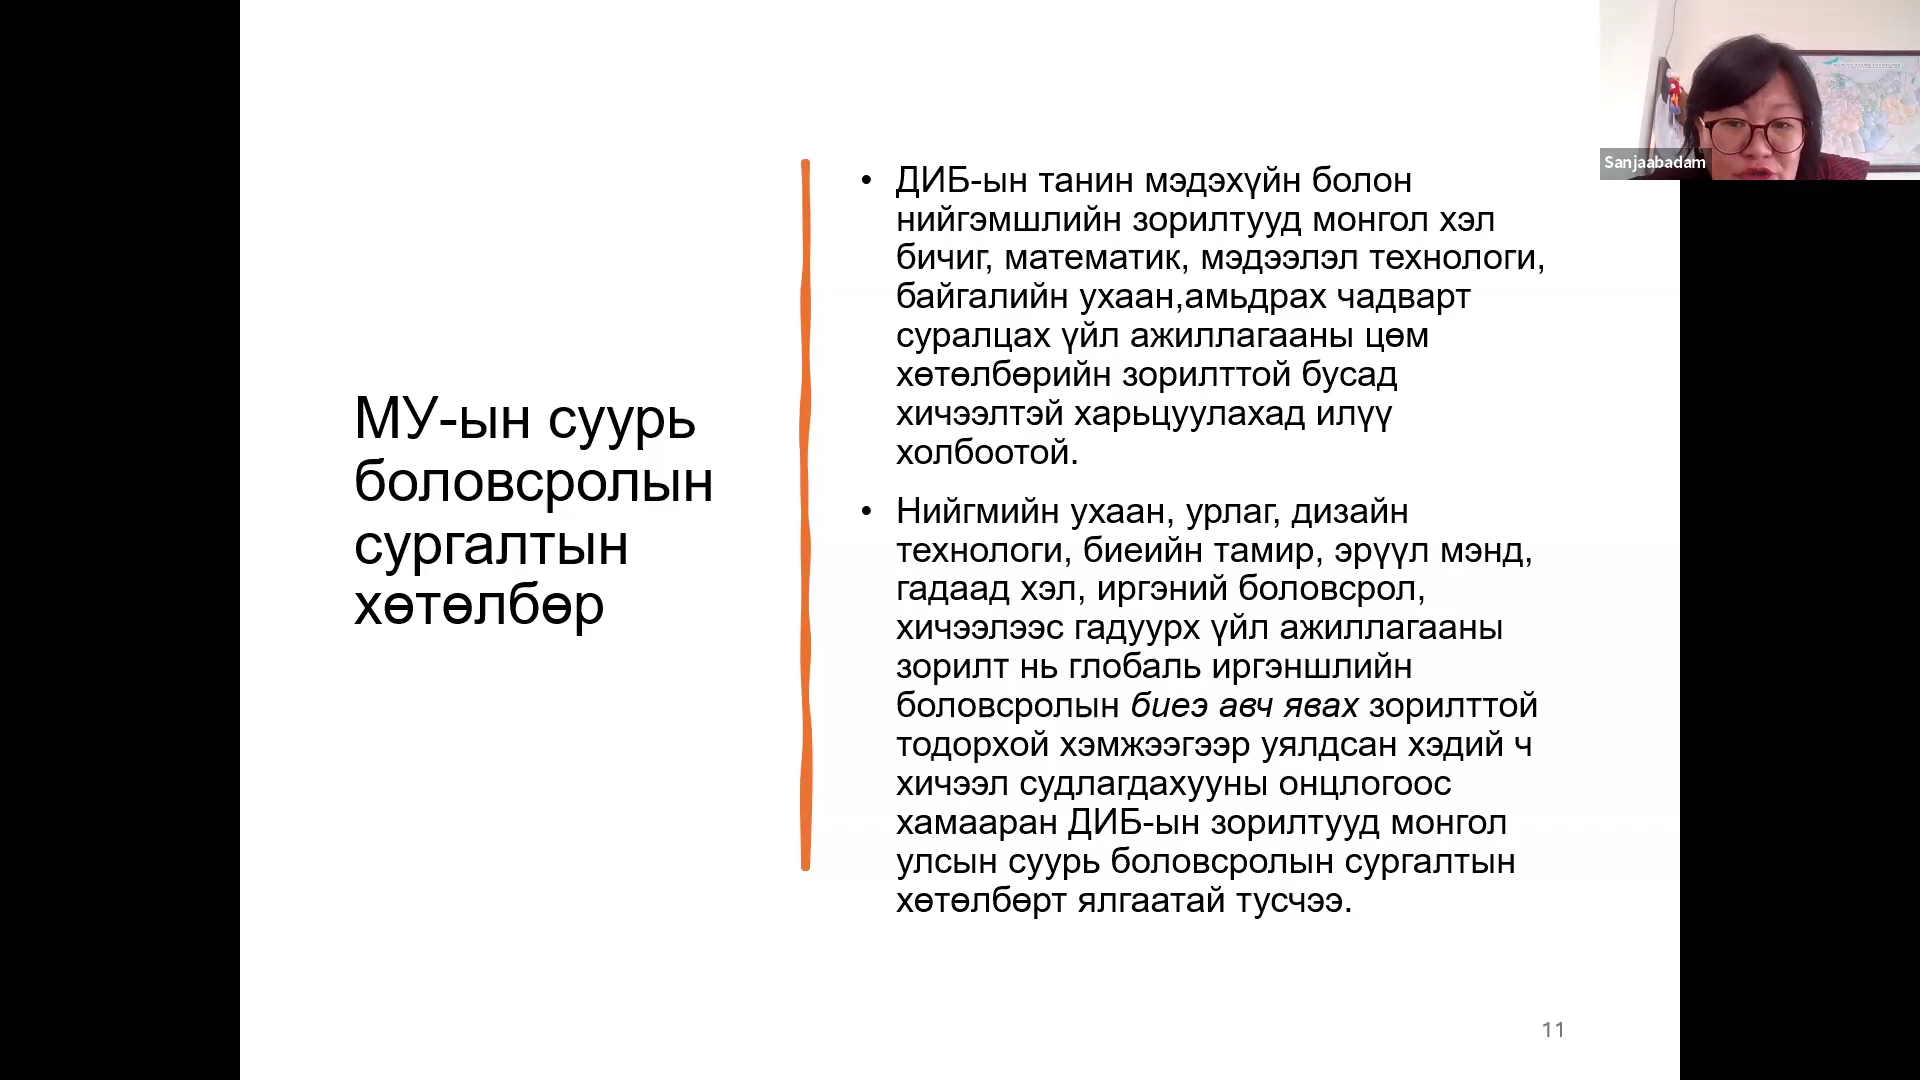 МУ-ын суурь
боловсролын
сургалтын
хөтөлбөр
• ДИБ-ын танин мэдэхүйн болон
нийгэмшлийн зорилтууд монгол хэл
бичиг, математик, мэдээлэл технологи,
байгалийн ухаан,амьдрах чадварт
суралцах үйл ажиллагааны цөм
хөтөлбөрийн зорилттой бусад
хичээлтэй харьцуулахад илүү
холбоотой.
• Нийгмийн ухаан, урлаг, дизайн
технологи, биеийн тамир, эрүүл мэнд,
гадаад хэл, иргэний боловсрол,
хичээлээс гадуурх үйл ажиллагааны
зорилт нь глобаль иргэншлийн
боловсролын биеэ авч явах зорилттой
тодорхой хэмжээгээр уялдсан хэдий ч
хичээл судлагдахууны онцлогоос
хамааран ДИБ-ын зорилтууд монгол
улсын суурь боловсролын сургалтын
хөтөлбөрт ялгаатай тусчээ.
Sanjaabadam
11